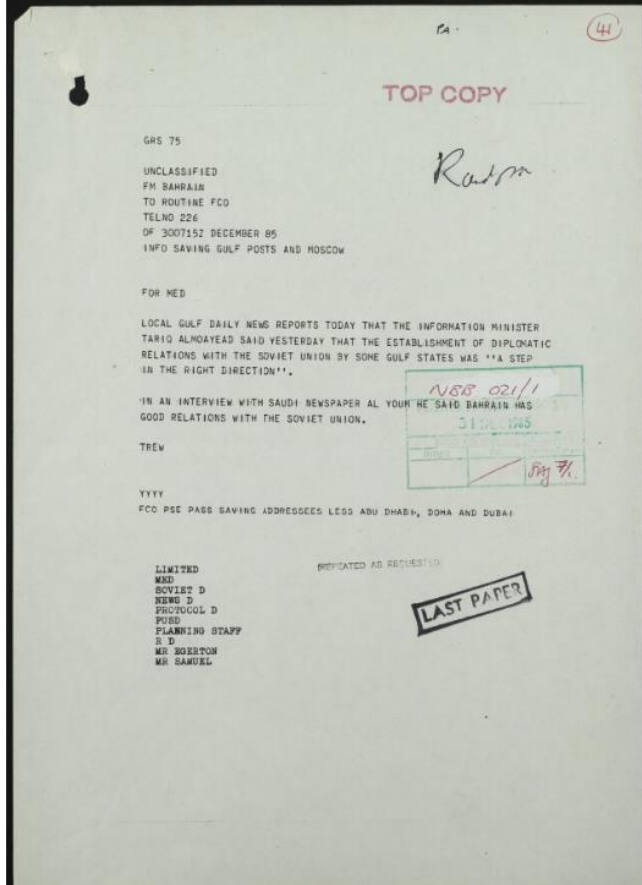 PA.
41
TOP COPY
GRS 75
UNCLASSIFIED
FM BAHRAIN
TO ROUTINE FCO
TELNO 226
OF 300715Z DECEMBER 85
INFO SAVING GULF POSTS AND MOSCOW
FOR MED
LOCAL GULF DAILY NEWS REPORTS TODAY THAT THE INFORMATION MINISTER
TARIQ ALMOAYEAD SAID YESTERDAY THAT THE ESTABLISHMENT OF DIPLOMATIC
RELATIONS WITH THE SOVIET UNION BY SOME GULF STATES WAS ''A STEP
IN THE RIGHT DIRECTION''.
IN AN INTERVIEW WITH SAUDI NEWSPAPER AL YOUM HE SAID BAHRAIN HAS
GOOD RELATIONS WITH THE SOVIET UNION.
NBB 021/1
31 DEC 1985
TREW
YYYY
FCO PSE PASS SAVING ADDRESSEES LESS ABU DHABI, DOHA AND DUBAI
LIMITED
MED
SOVIET D
NEWS D
PROTOCOL D
PUSD
PLANNING STAFF
R D
MR EGERTON
MR SAMUEL
(REPEATED AS REQUESTED)
LAST PAPER